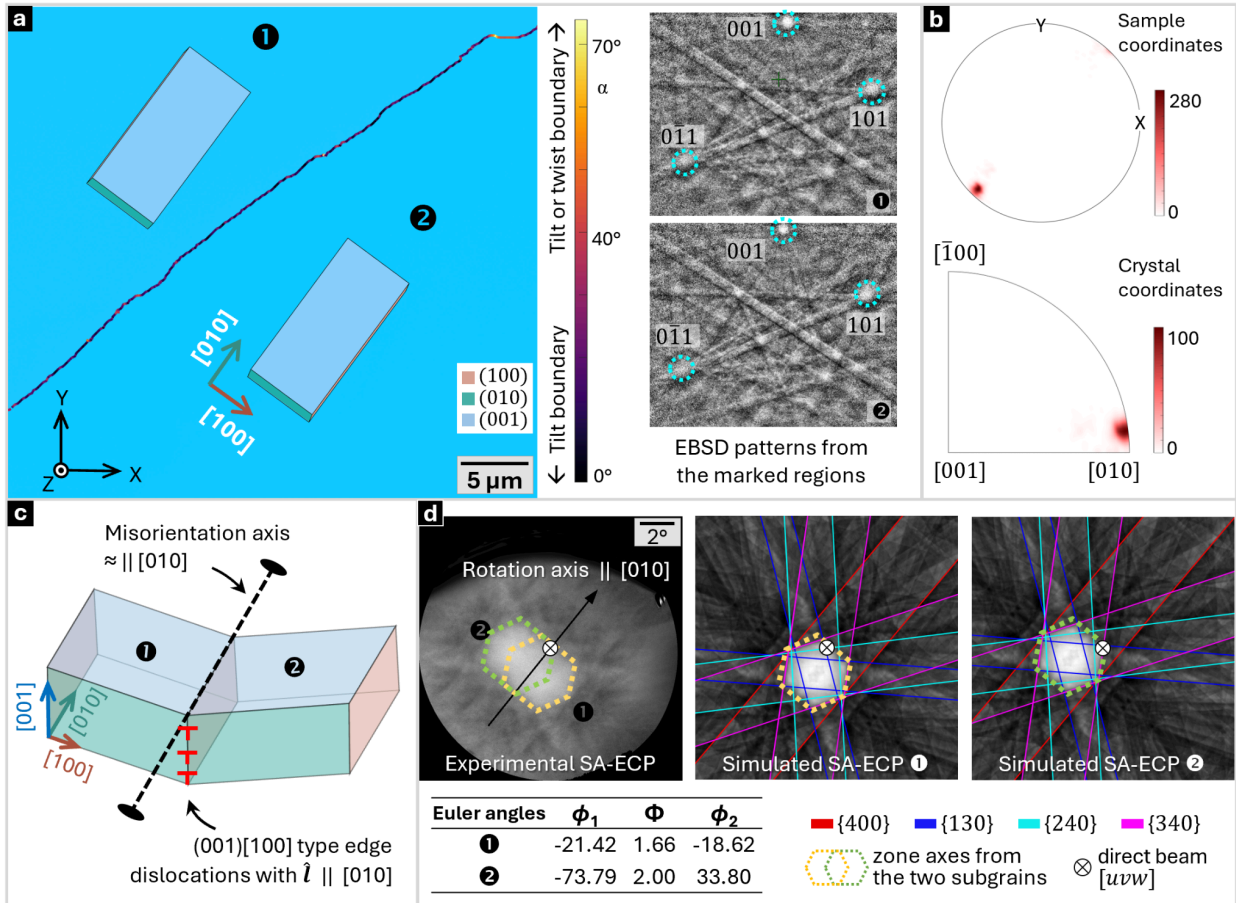 a
❶
❷
[010]
[100]
Y
X
Z
(100)
(010)
(001)
5 µm
← Tilt boundary
Tilt or twist boundary →
70°
α
40°
0°
001
101
01̅1
❶
001
101
01̅1
❷
EBSD patterns from
the marked regions
b
Y
X
Sample
coordinates
280
0
[1̅00]
[001]
[010]
Crystal
coordinates
100
0
c
Misorientation axis
≈ || [010]
❶
❷
[001]
[010]
[100]
(001)[100] type edge
dislocations with l̂ || [010]
d
2°
Rotation axis || [010]
❷
❶
Experimental SA-ECP
Simulated SA-ECP ❶
Simulated SA-ECP ❷
Euler angles ϕ₁ Φ ϕ₂
❶ -21.42 1.66 -18.62
❷ -73.79 2.00 33.80
{400} {130} {240} {340}
zone axes from
the two subgrains
direct beam
[uvw]